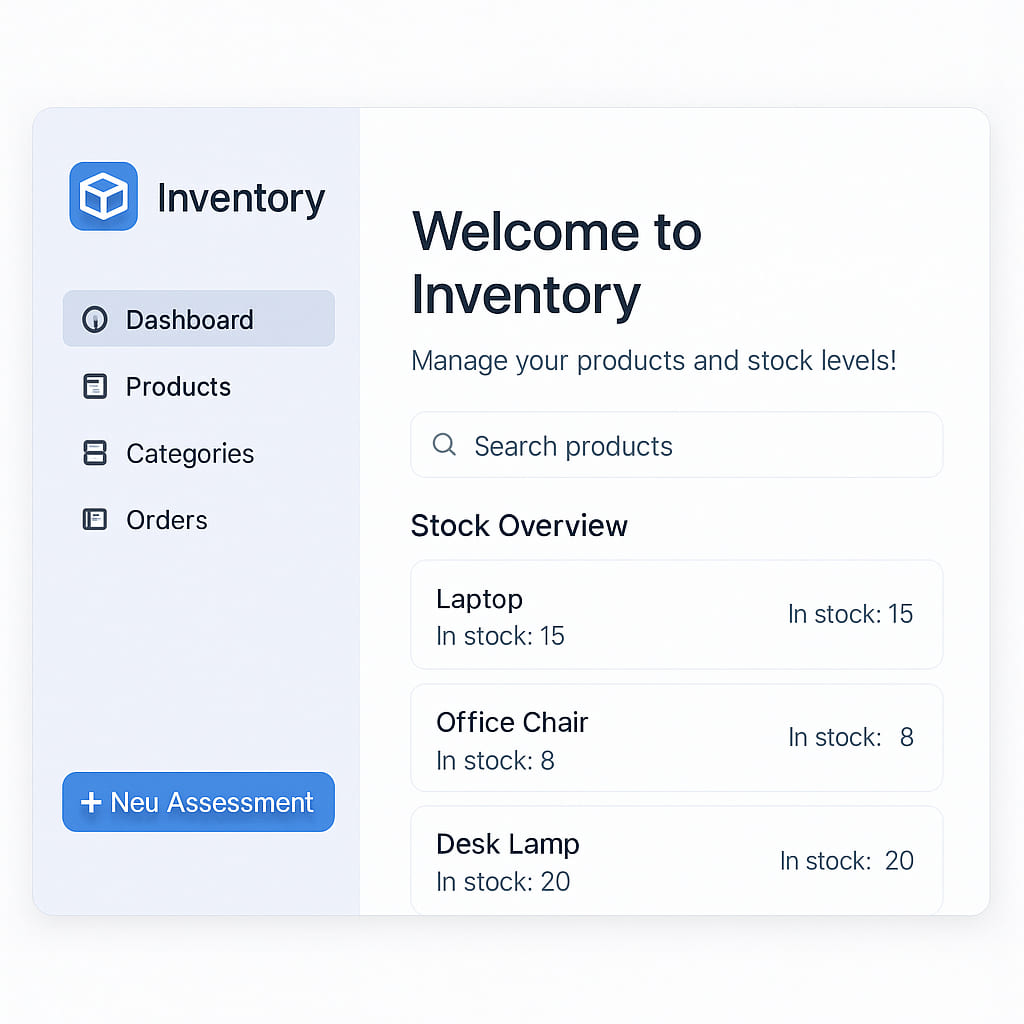 Inventory
Dashboard
Products
Categories
Orders
+ Neu Assessment
Welcome to
Inventory
Manage your products and stock levels!
Search products
Stock Overview
Laptop
In stock: 15
In stock: 15
Office Chair
In stock: 8
In stock: 8
Desk Lamp
In stock: 20
In stock: 20